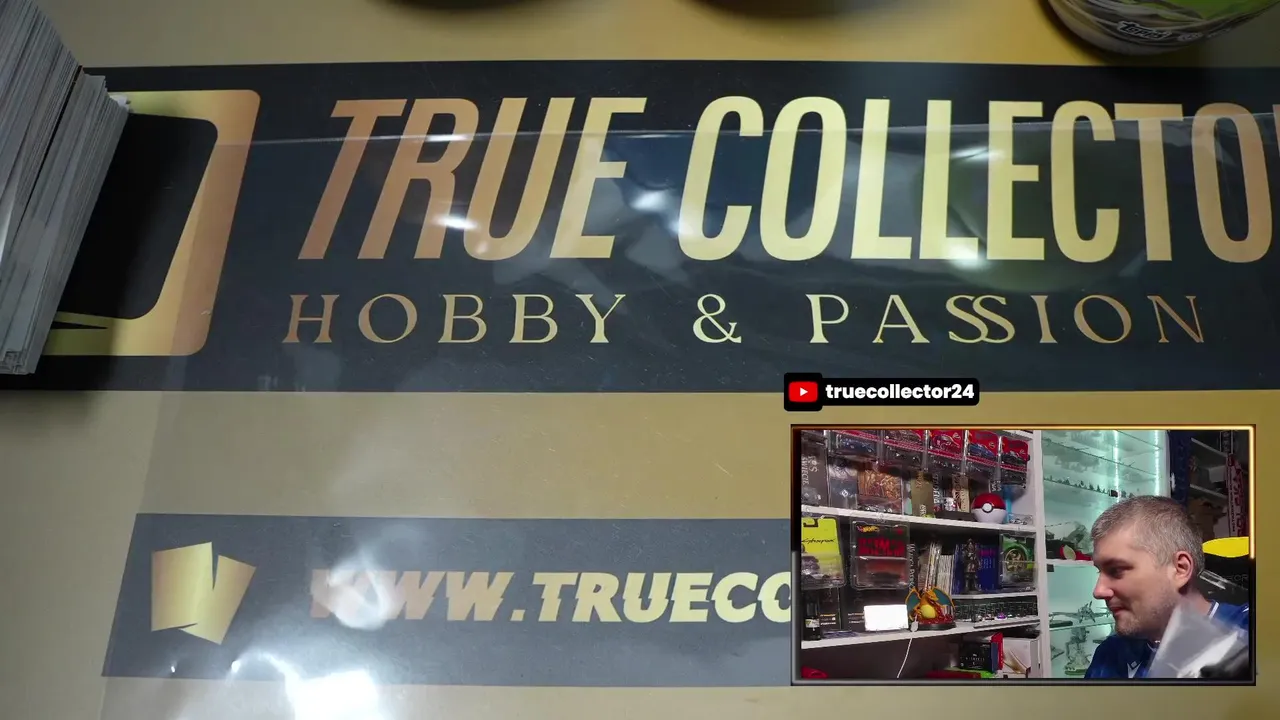 TRUE COLLECTO
HOBBY & PASSION
truecollector24
WWW.TRUECO